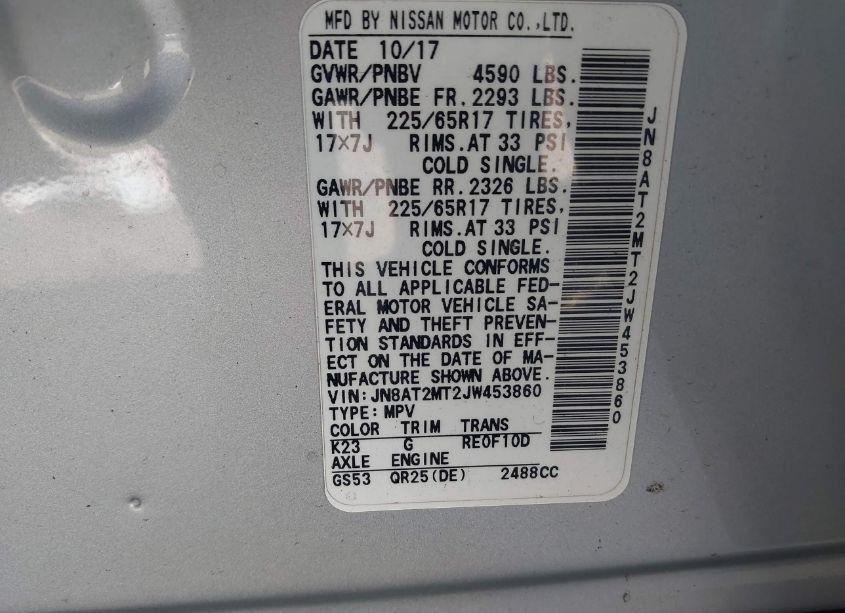 MFD BY NISSAN MOTOR CO.,LTD.
DATE 10/17
GVWR/PNBV 4590 LBS.
GAWR/PNBE FR. 2293 LBS.
WITH 225/65R17 TIRES,
17×7J RIMS. AT 33 PSI
COLD SINGLE.
GAWR/PNBE RR. 2326 LBS.
WITH 225/65R17 TIRES,
17×7J RIMS. AT 33 PSI
COLD SINGLE.
THIS VEHICLE CONFORMS
TO ALL APPLICABLE FED-
ERAL MOTOR VEHICLE SA-
FETY AND THEFT PREVEN-
TION STANDARDS IN EFF-
ECT ON THE DATE OF MA-
NUFACTURE SHOWN ABOVE.
VIN: JN8AT2MT2JW453860
TYPE: MPV
COLOR TRIM TRANS
K23 G RE0F10D
AXLE ENGINE
GS53 QR25(DE) 2488CC
JN8AT2MT2JW453860